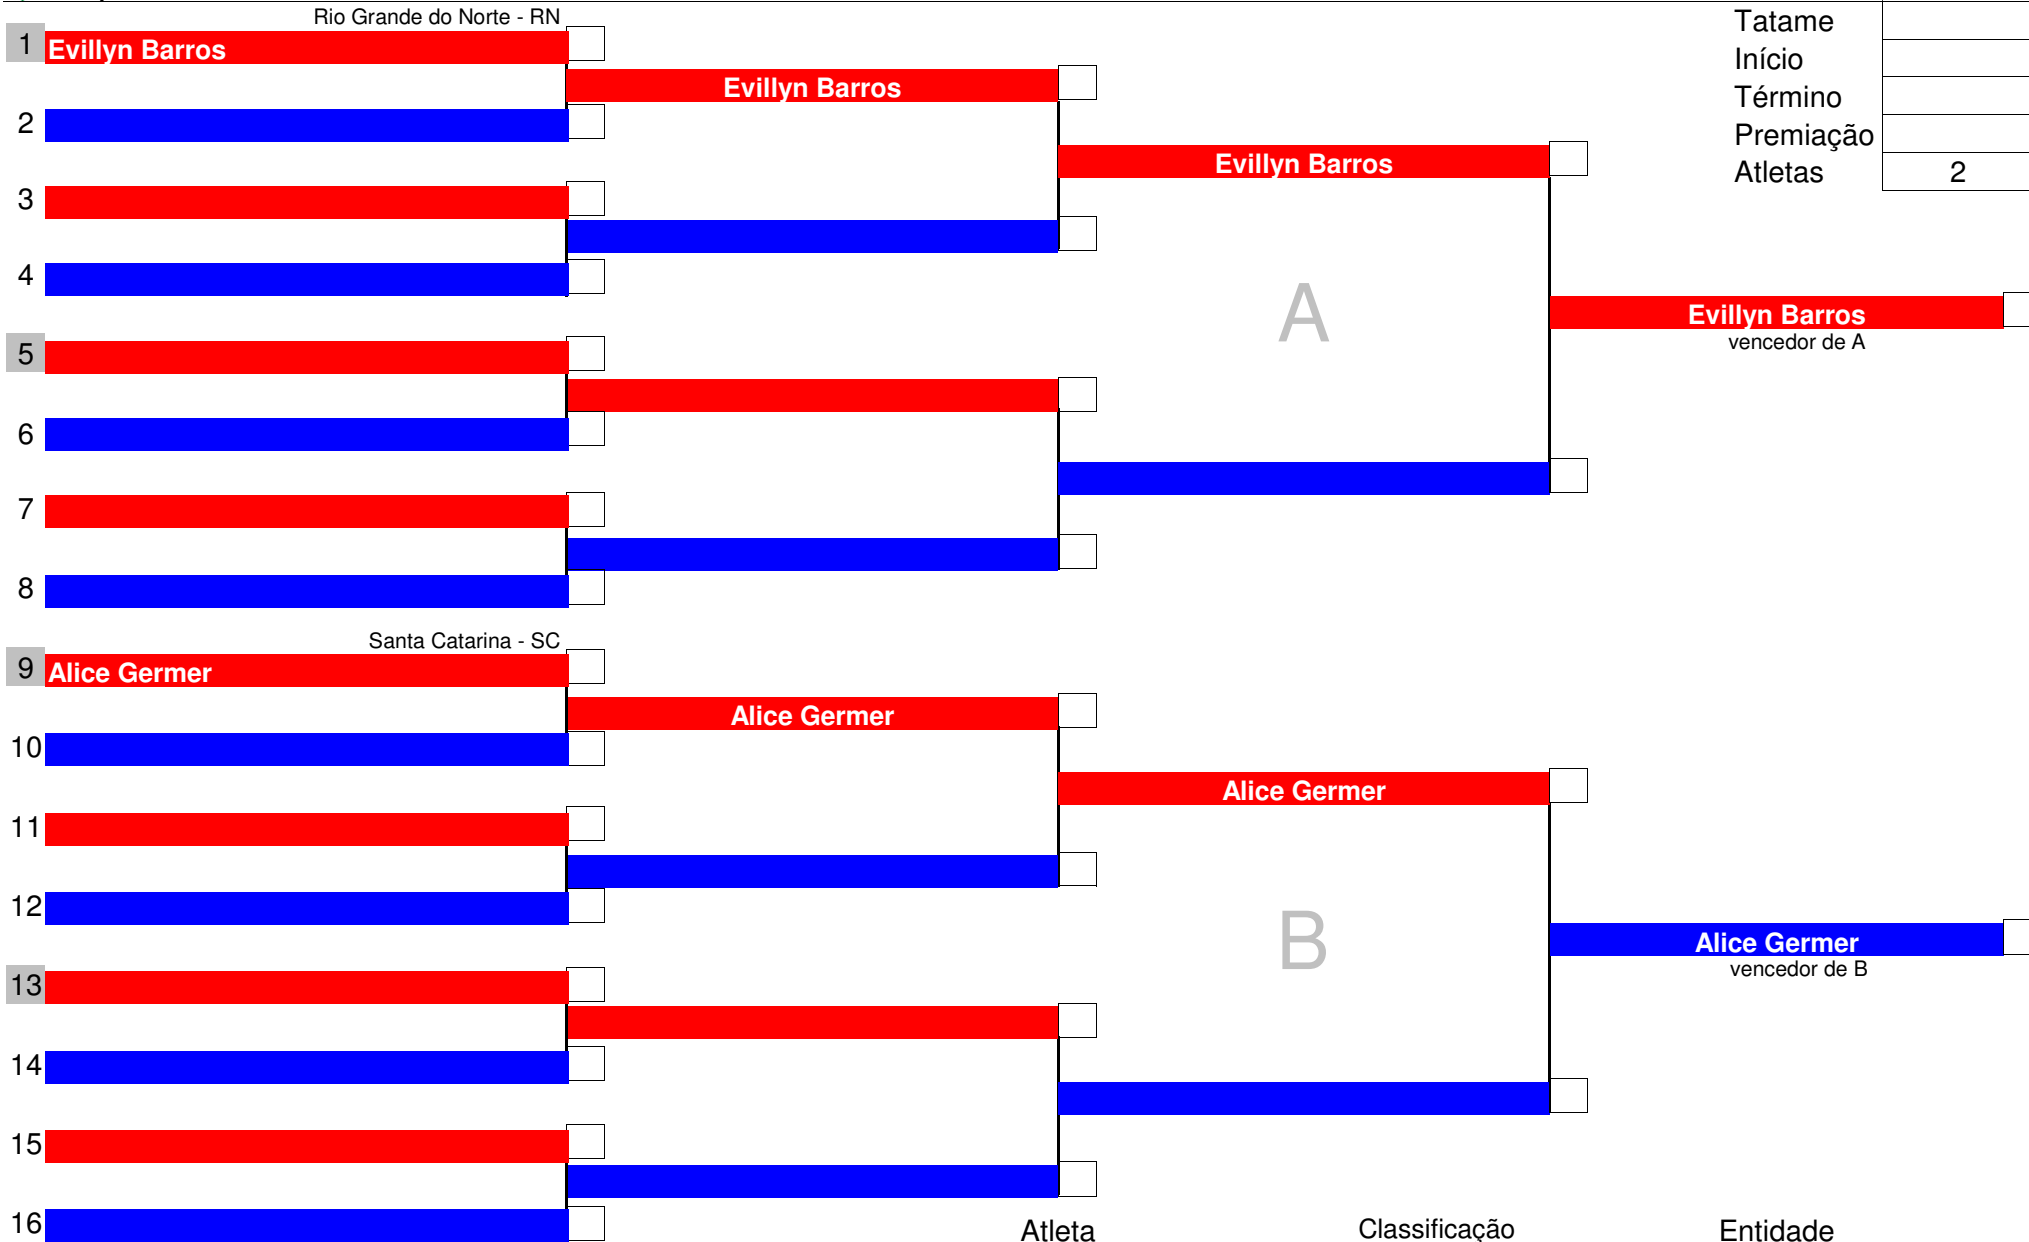 Rio Grande do Norte - RN
Tatame
1 Evillyn Barros
Início
Evillyn Barros
Término
2
Premiação
Evillyn Barros
Atletas 2
3
4
A
Evillyn Barros
vencedor de A
5
6
7
8
Santa Catarina - SC
9 Alice Germer
Alice Germer
10
Alice Germer
11
12
B
Alice Germer
vencedor de B
13
14
15
16
Atleta Classificação Entidade